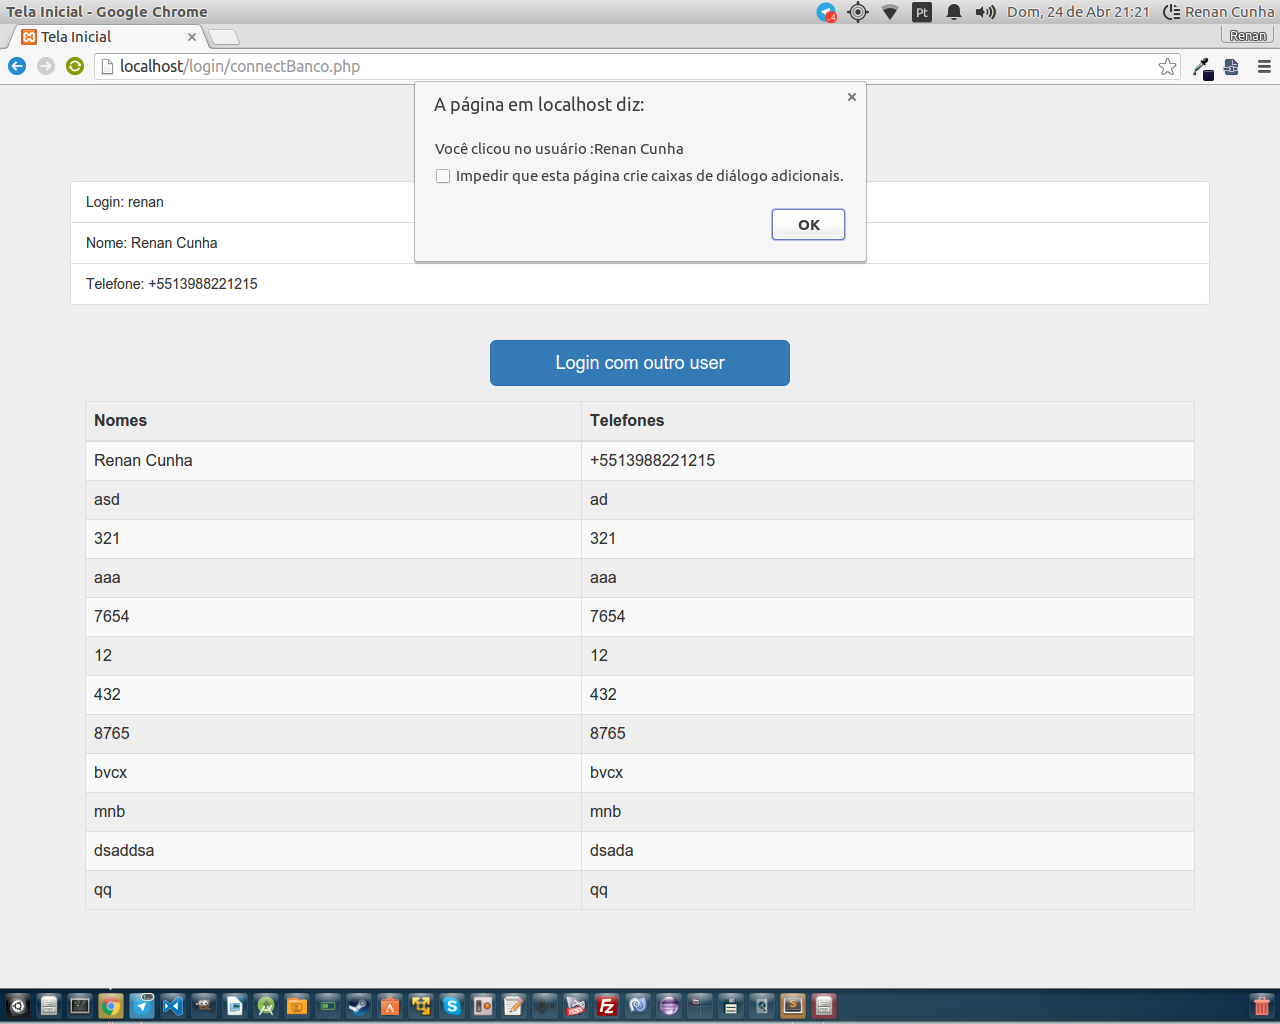 Tela Inicial - Google Chrome
4
Pt
Dom, 24 de Abr 21:21
Renan Cunha
Tela Inicial
Renan
localhost/login/connectBanco.php
A página em localhost diz:
Você clicou no usuário :Renan Cunha
Impedir que esta página crie caixas de diálogo adicionais.
OK
Login: renan
Nome: Renan Cunha
Telefone: +5513988221215
Login com outro user
Nomes Telefones
Renan Cunha +5513988221215
asd ad
321 321
aaa aaa
7654 7654
12 12
432 432
8765 8765
bvcx bvcx
mnb mnb
dsaddsa dsada
qq qq